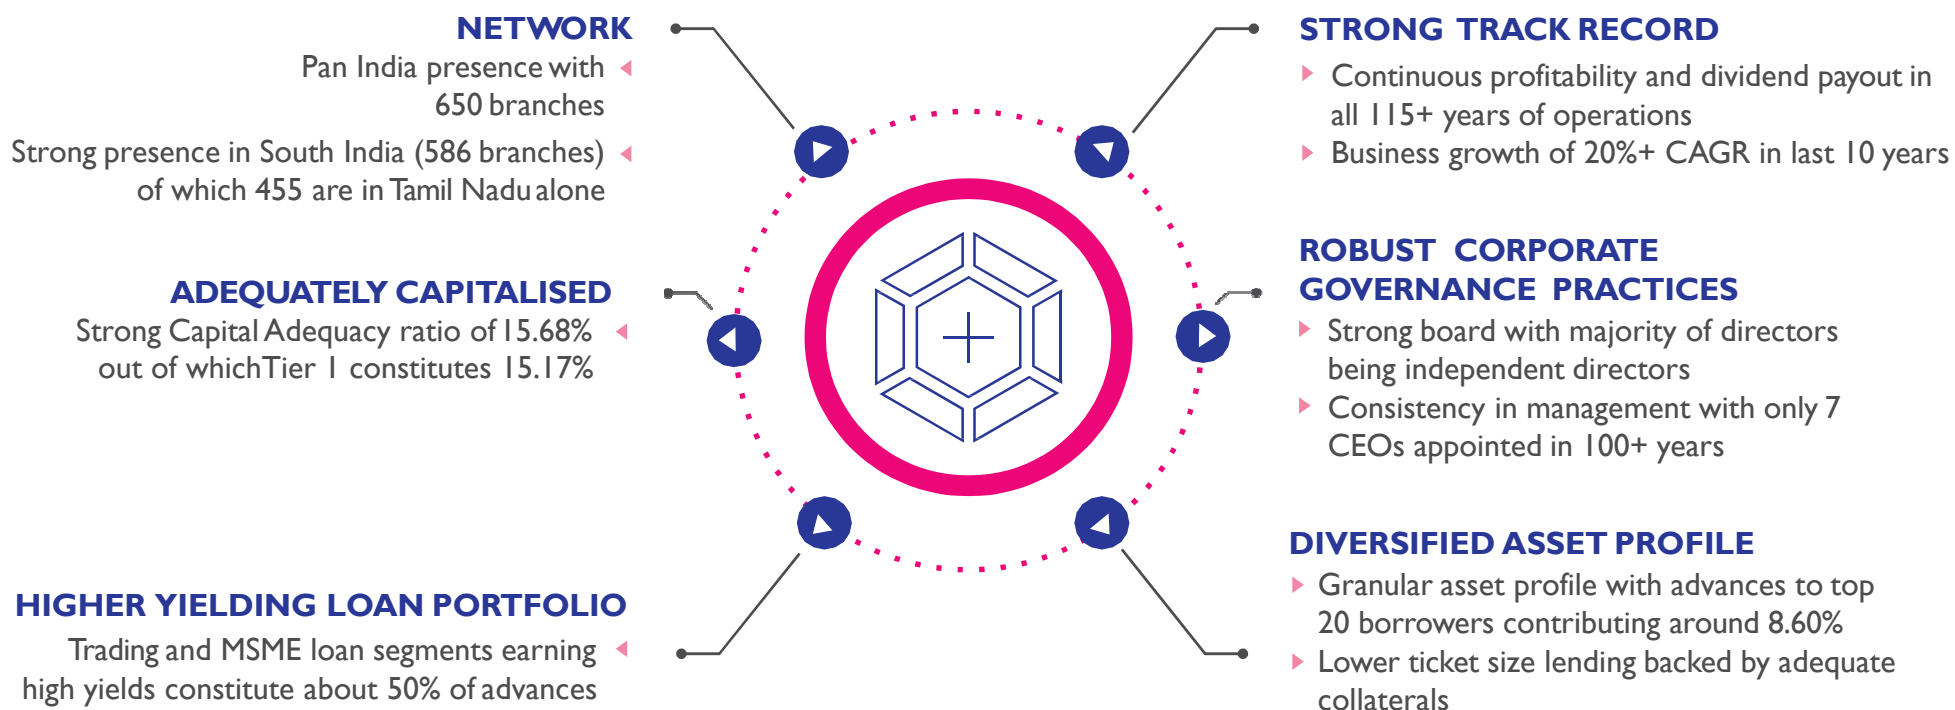 NETWORK
Pan India presence with
650 branches
Strong presence in South India (586 branches)
of which 455 are in Tamil Nadu alone
ADEQUATELY CAPITALISED
Strong Capital Adequacy ratio of 15.68%
out of which Tier 1 constitutes 15.17%
HIGHER YIELDING LOAN PORTFOLIO
Trading and MSME loan segments earning
high yields constitute about 50% of advances
STRONG TRACK RECORD
Continuous profitability and dividend payout in
all 115+ years of operations
Business growth of 20%+ CAGR in last 10 years
ROBUST CORPORATE
GOVERNANCE PRACTICES
Strong board with majority of directors
being independent directors
Consistency in management with only 7
CEOs appointed in 100+ years
DIVERSIFIED ASSET PROFILE
Granular asset profile with advances to top
20 borrowers contributing around 8.60%
Lower ticket size lending backed by adequate
collaterals